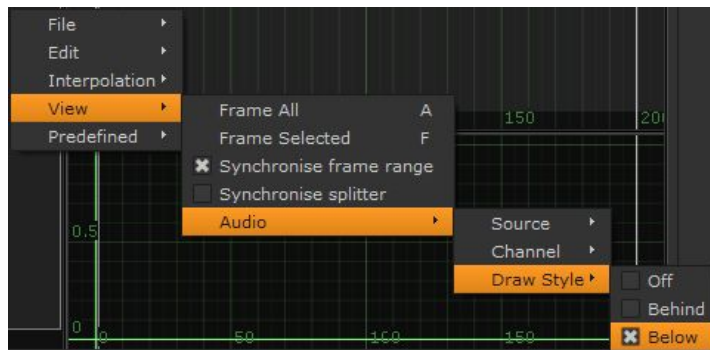 File
Edit
Interpolation
View
Predefined
Frame All A
Frame Selected F
Synchronise frame range
Synchronise splitter
Audio
Source
Channel
Draw Style
Off
Behind
Below
150
200
0.5
0
0
50
100
150